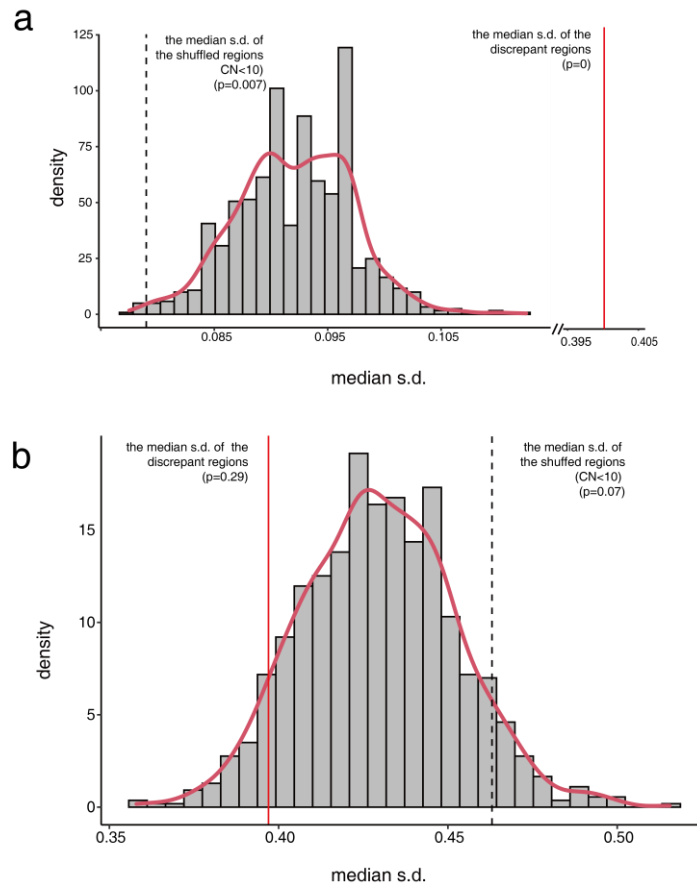 a
the median s.d. of
the shuffled regions
CN<10)
(p=0.007)
the median s.d. of the
discrepant regions
(p=0)
125
100
75
50
25
0
density
0.085
0.095
0.105
0.395
0.405
median s.d.
b
the median s.d. of the
discrepant regions
(p=0.29)
the median s.d. of
the shuffed regions
(CN<10)
(p=0.07)
15
10
5
0
density
0.35
0.40
0.45
0.50
median s.d.